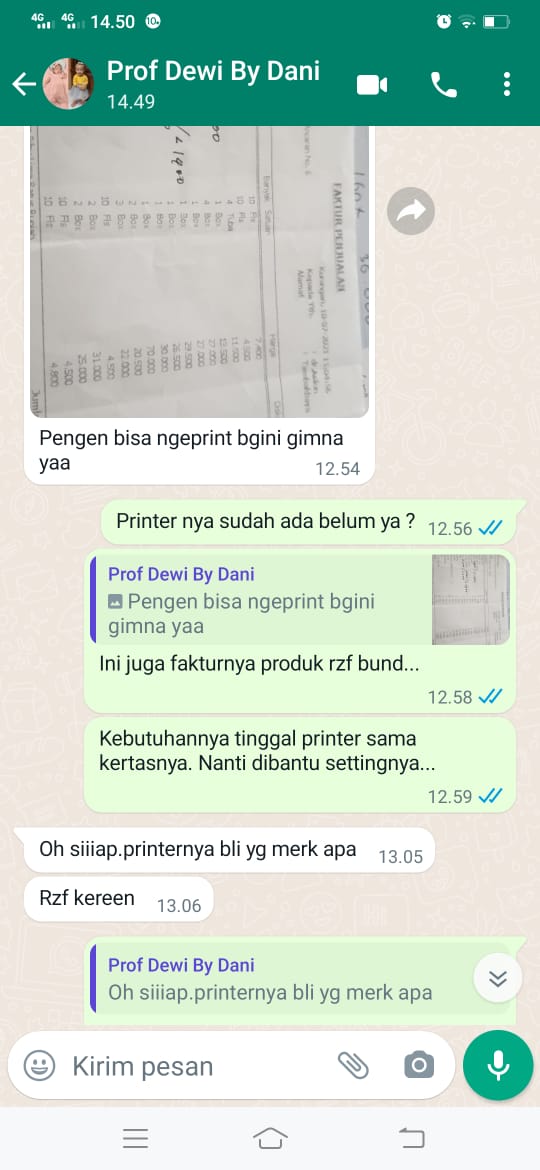 4G 4G 14.50 10+
Prof Dewi By Dani
14.49
FAKTUR PENJUALAN
Banyak Satuan
Harga
Pengen bisa ngeprint bgini gimna
yaa
12.54
Printer nya sudah ada belum ya ? 12.56
Prof Dewi By Dani
Pengen bisa ngeprint bgini
gimna yaa
Ini juga fakturnya produk rzf bund...
12.58
Kebutuhannya tinggal printer sama
kertasnya. Nanti dibantu settingnya...
12.59
Oh siiiap.printernya bli yg merk apa 13.05
Rzf kereen 13.06
Prof Dewi By Dani
Oh siiiap.printernya bli yg merk apa
Kirim pesan